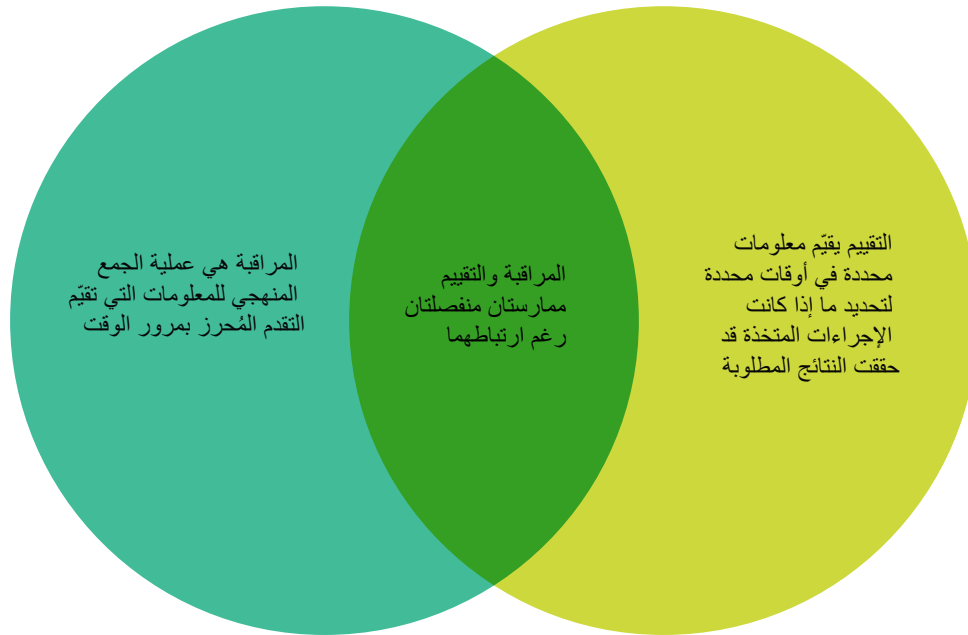 التقييم يقيّم معلومات
محددة في أوقات محددة
لتحديد ما إذا كانت
الإجراءات المتخذة قد
حققت النتائج المطلوبة
المراقبة والتقييم
ممارستان منفصلتان
رغم ارتباطهما
المراقبة هي عملية الجمع
المنهجي للمعلومات التي تقيّم
التقدم المُحرز بمرور الوقت